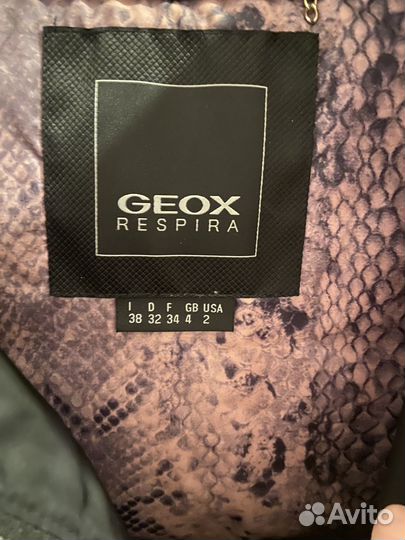 GEOX
RESPIRA
I D F GB USA
38 32 34 4 2
Avito